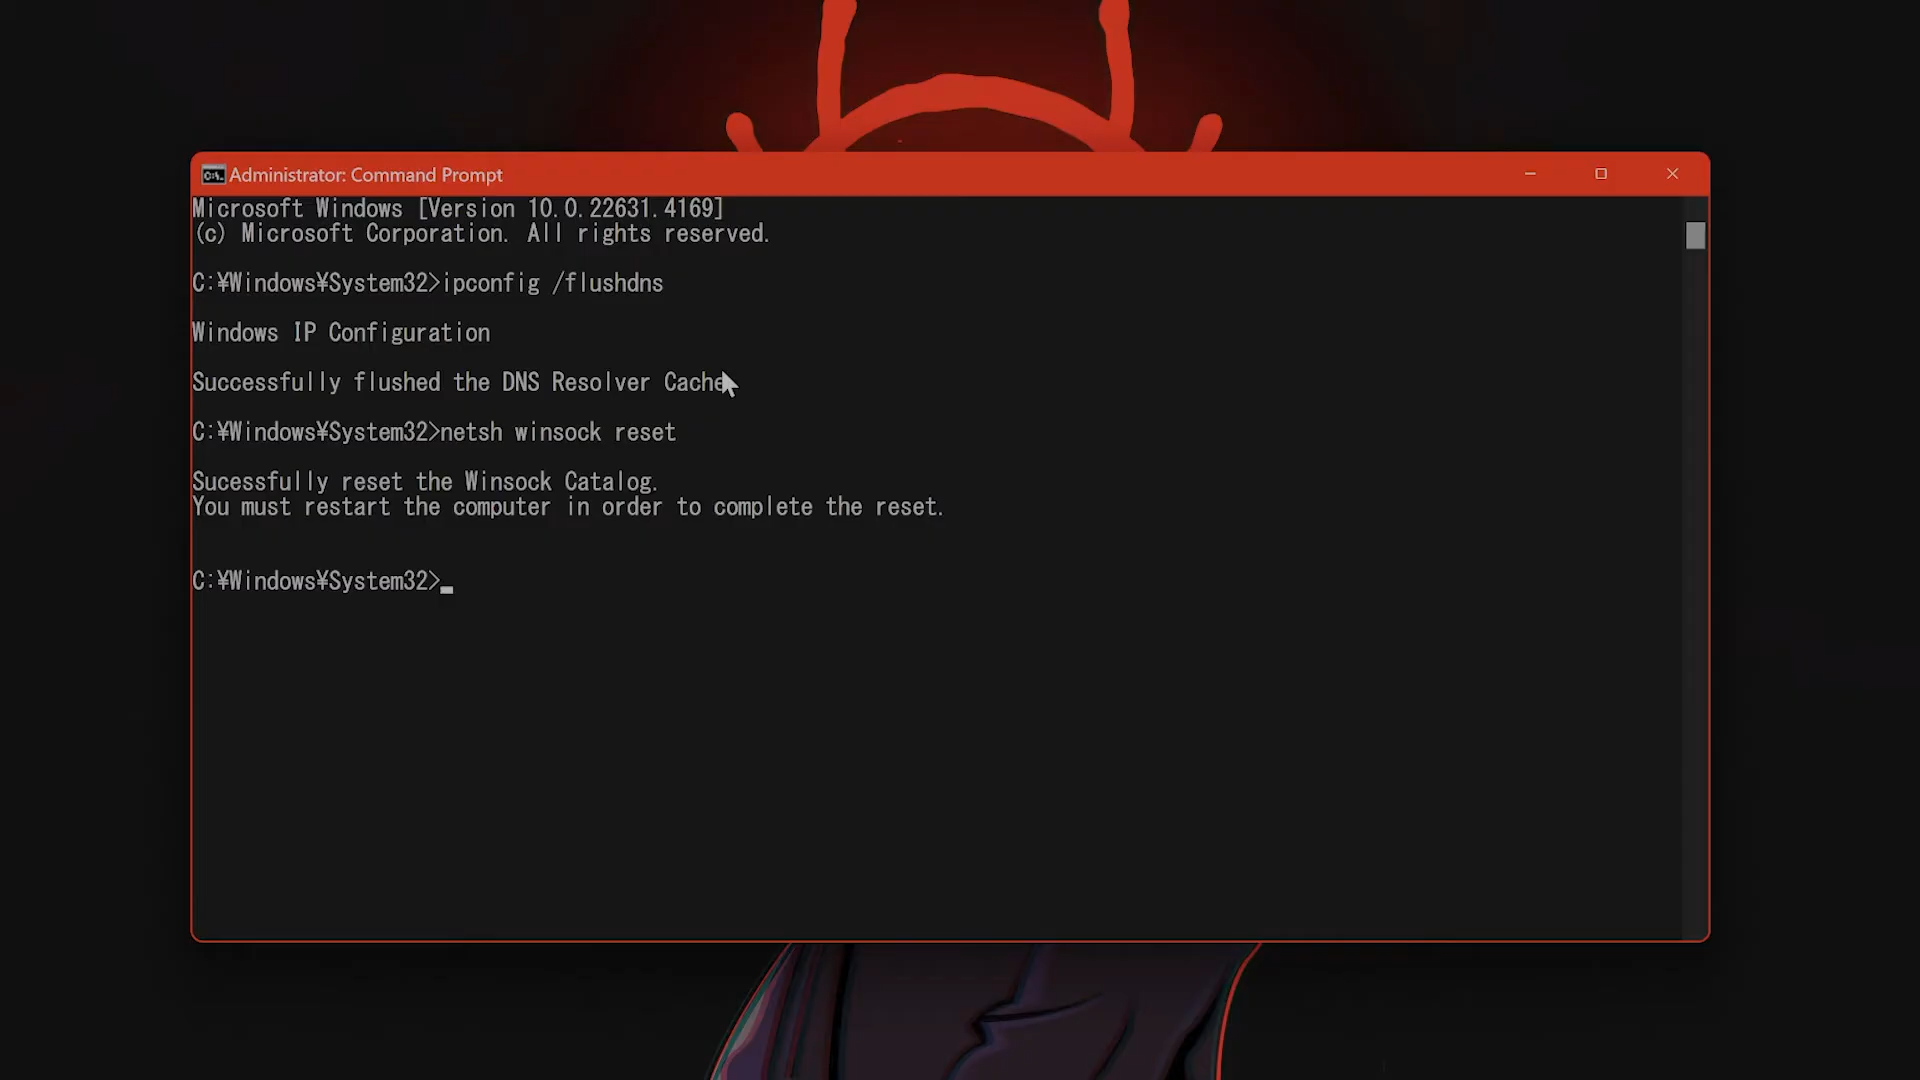 Administrator: Command Prompt
Microsoft Windows [Version 10.0.22631.4169]
(c) Microsoft Corporation. All rights reserved.
C:¥Windows¥System32>ipconfig /flushdns
Windows IP Configuration
Successfully flushed the DNS Resolver Cache
C:¥Windows¥System32>netsh winsock reset
Sucessfully reset the Winsock Catalog.
You must restart the computer in order to complete the reset.
C:¥Windows¥System32>